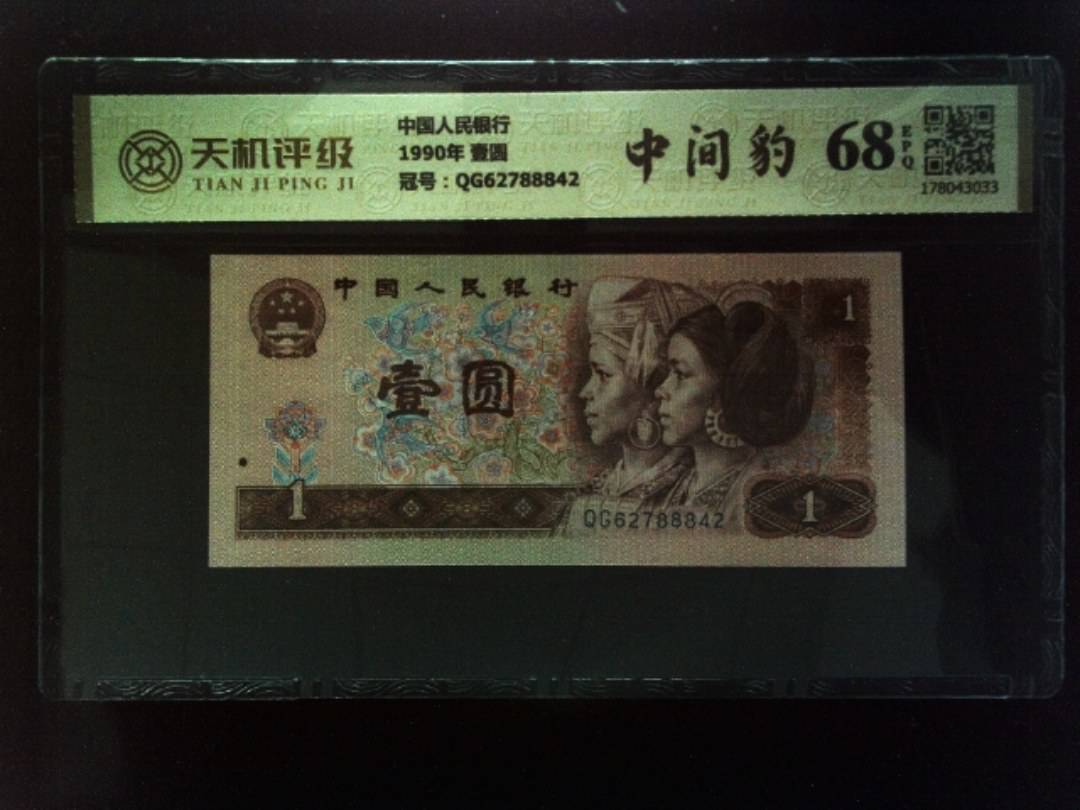 天机评级
TIAN JI PING JI
中国人民银行
1990年 壹圆
冠号：QG62788842
中间豹
68
EPQ
178043033
中国人民银行
1
壹圆
1
QG62788842
1